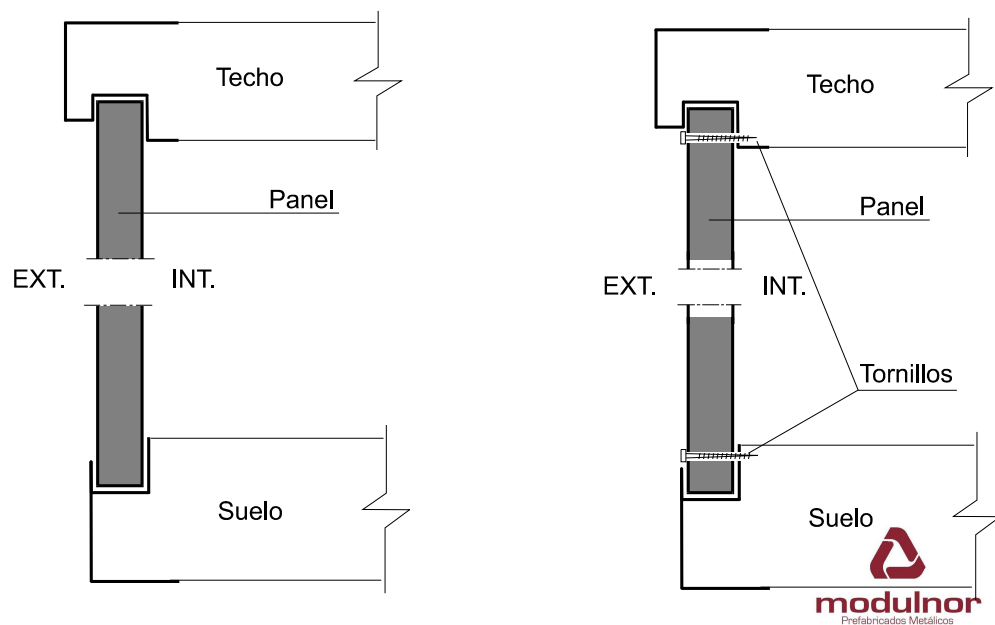 Techo
Panel
EXT. INT.
Suelo
Techo
Panel
EXT. INT.
Tornillos
Suelo
modulnor
Prefabricados Metálicos